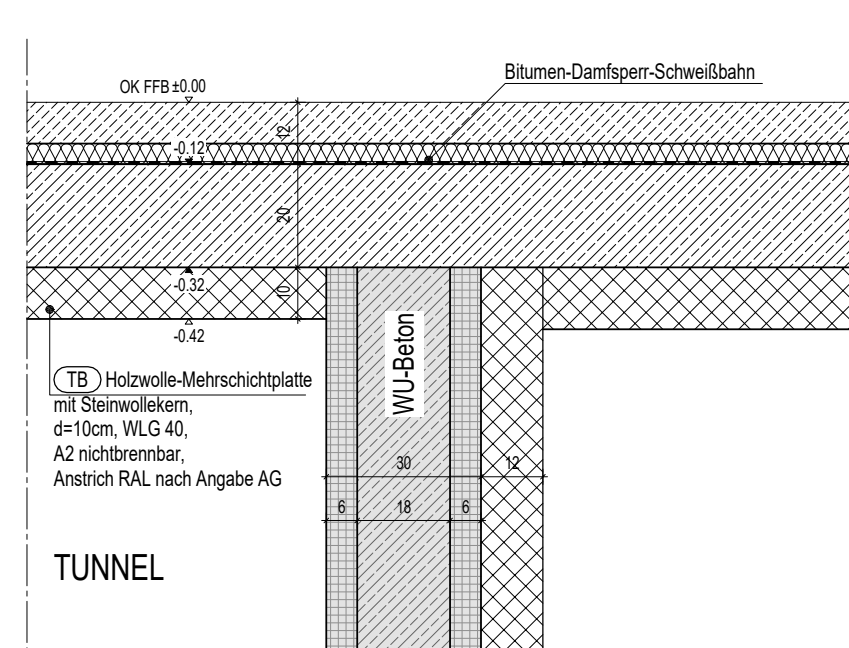 Bitumen-Damfsperr-Schweißbahn
OK FFB ±0.00
12
-0.12
20
-0.32
10
-0.42
WU-Beton
TB Holzwolle-Mehrschichtplatte
mit Steinwollekern,
d=10cm, WLG 40,
A2 nichtbrennbar,
Anstrich RAL nach Angabe AG
30
12
6
18
6
TUNNEL